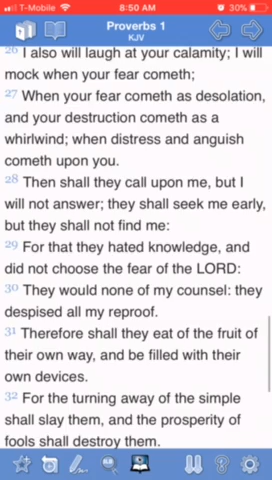 T-Mobile 8:50 AM 30%
Proverbs 1
KJV
26 I also will laugh at your calamity; I will
mock when your fear cometh;
27 When your fear cometh as desolation,
and your destruction cometh as a
whirlwind; when distress and anguish
cometh upon you.
28 Then shall they call upon me, but I
will not answer; they shall seek me early,
but they shall not find me:
29 For that they hated knowledge, and
did not choose the fear of the LORD:
30 They would none of my counsel: they
despised all my reproof.
31 Therefore shall they eat of the fruit of
their own way, and be filled with their
own devices.
32 For the turning away of the simple
shall slay them, and the prosperity of
fools shall destroy them.